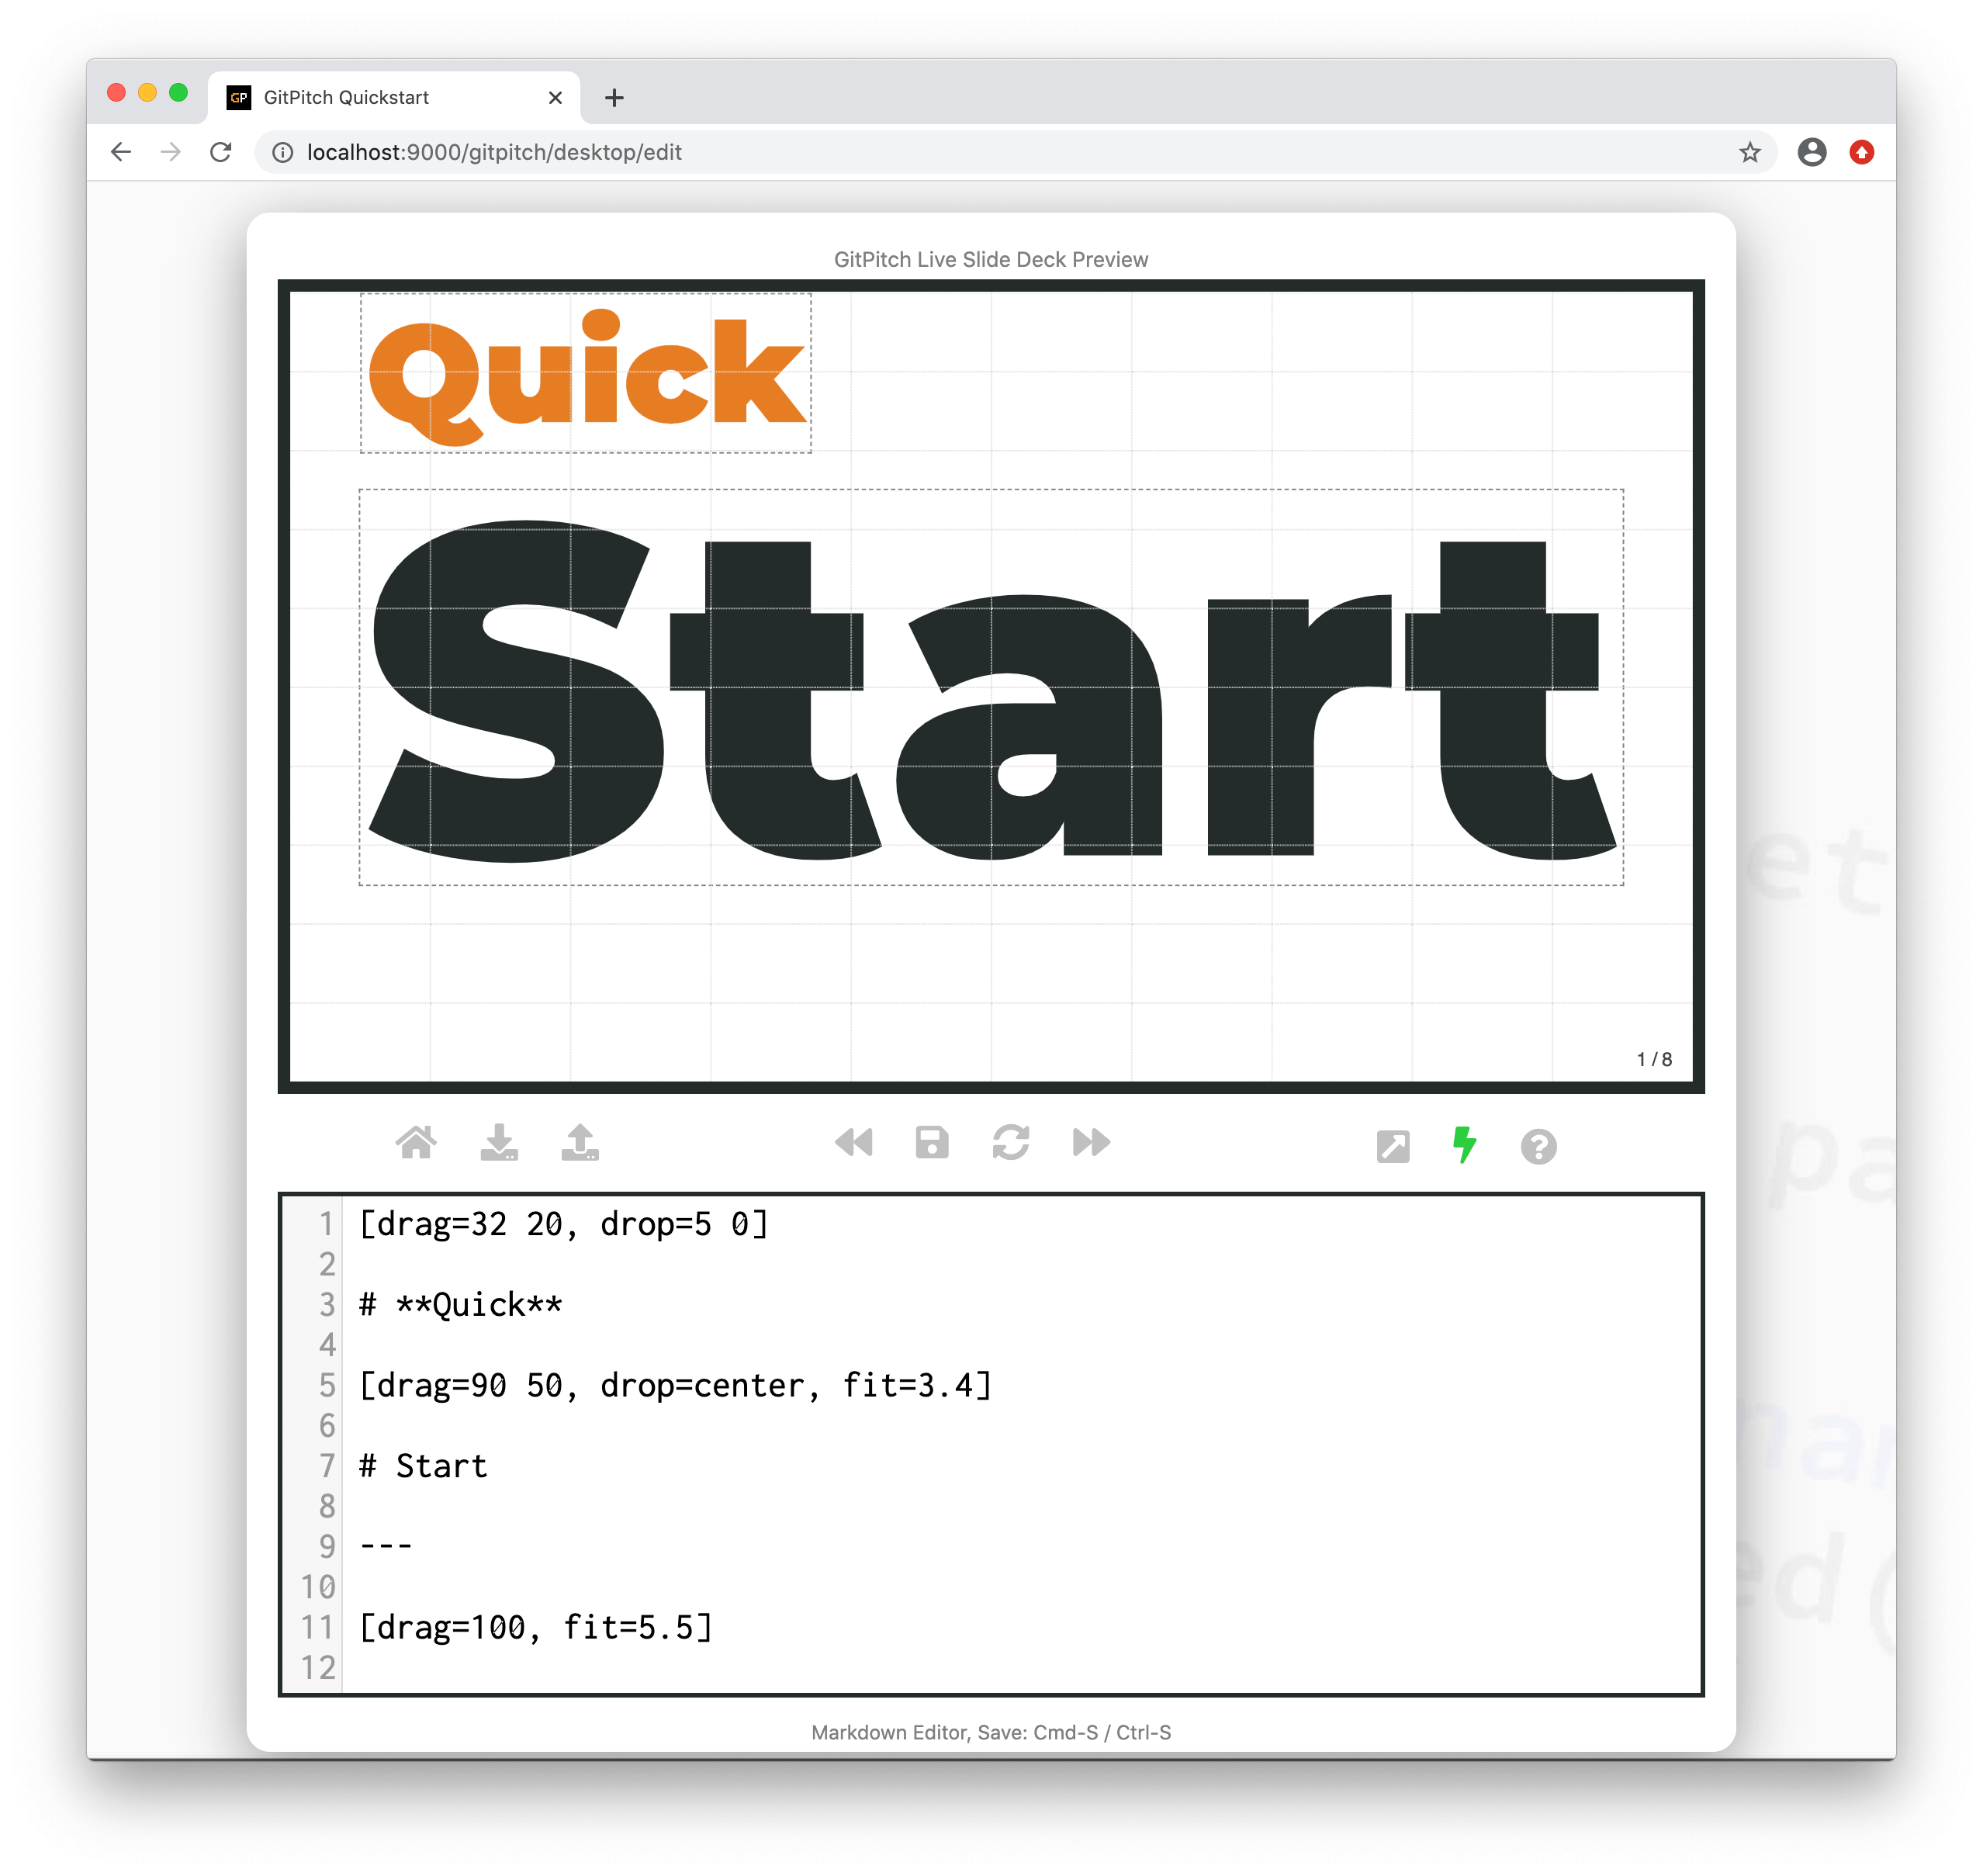 GP GitPitch Quickstart
localhost:9000/gitpitch/desktop/edit
GitPitch Live Slide Deck Preview
Quick
Start
1 / 8
1 [drag=32 20, drop=5 0]
2
3 # **Quick**
4
5 [drag=90 50, drop=center, fit=3.4]
6
7 # Start
8
9 ---
10
11 [drag=100, fit=5.5]
12
Markdown Editor, Save: Cmd-S / Ctrl-S